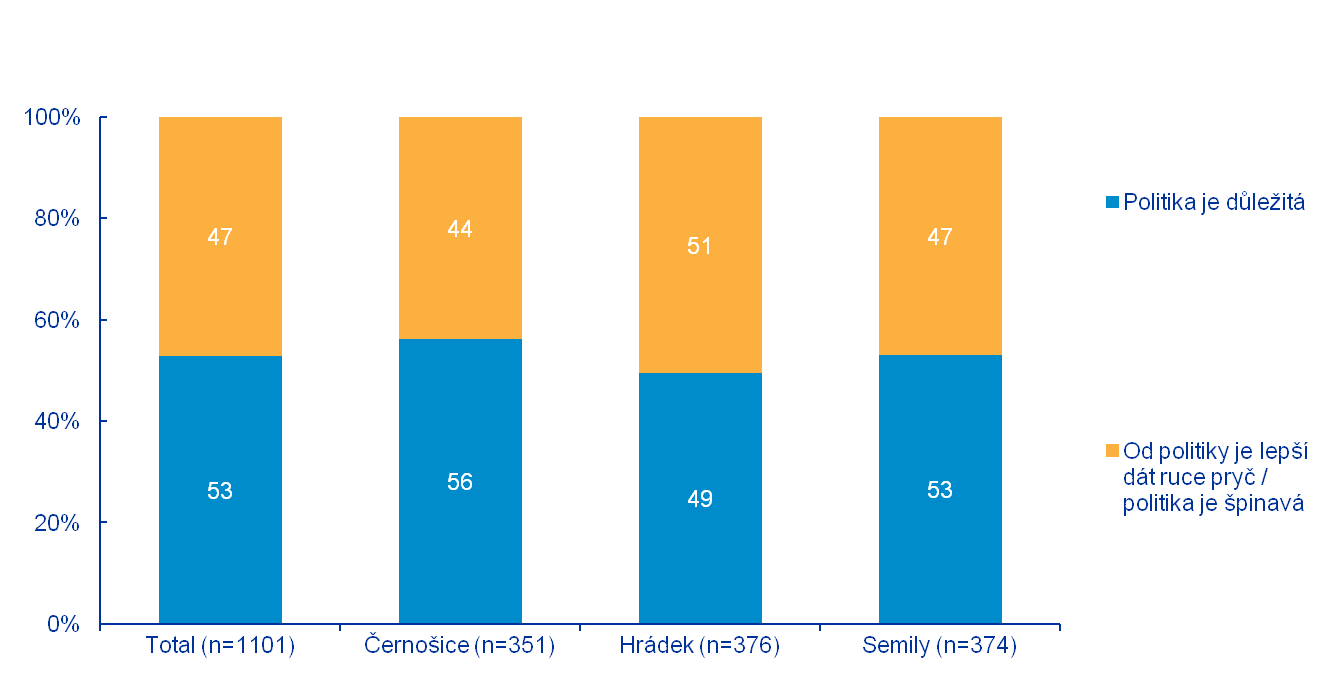 100%
80%
60%
40%
20%
0%
47
44
51
47
53
56
49
53
Total (n=1101)
Černošice (n=351)
Hrádek (n=376)
Semily (n=374)
Politika je důležitá
Od politiky je lepší
dát ruce pryč /
politika je špinavá